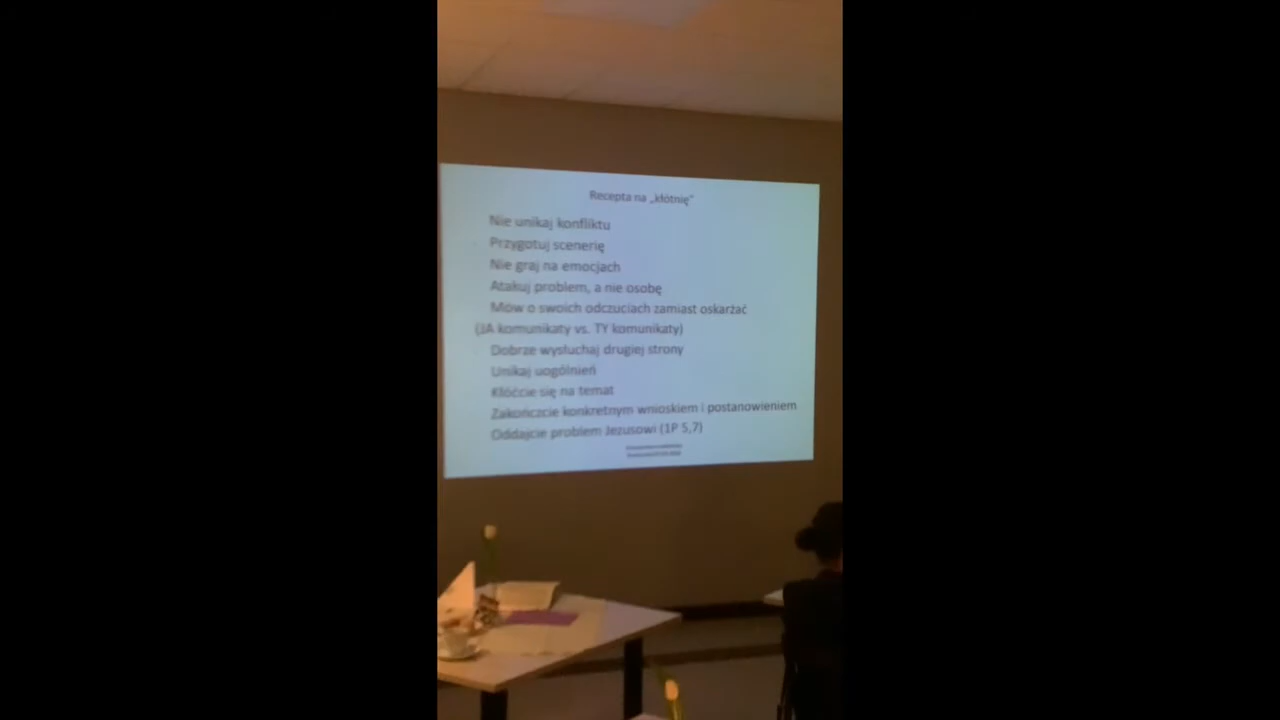 Recepta na „kłótnię"
Nie unikaj konfliktu
Przygotuj scenerię
Nie graj na emocjach
Atakuj problem, a nie osobę
Mów o swoich odczuciach zamiast oskarżać
(JA komunikaty vs. TY komunikaty)
Dobrze wysłuchaj drugiej strony
Unikaj uogólnień
Kłóćcie się na temat
Zakończcie konkretnym wnioskiem i postanowieniem
Oddajcie problem Jezusowi (1P 5,7)